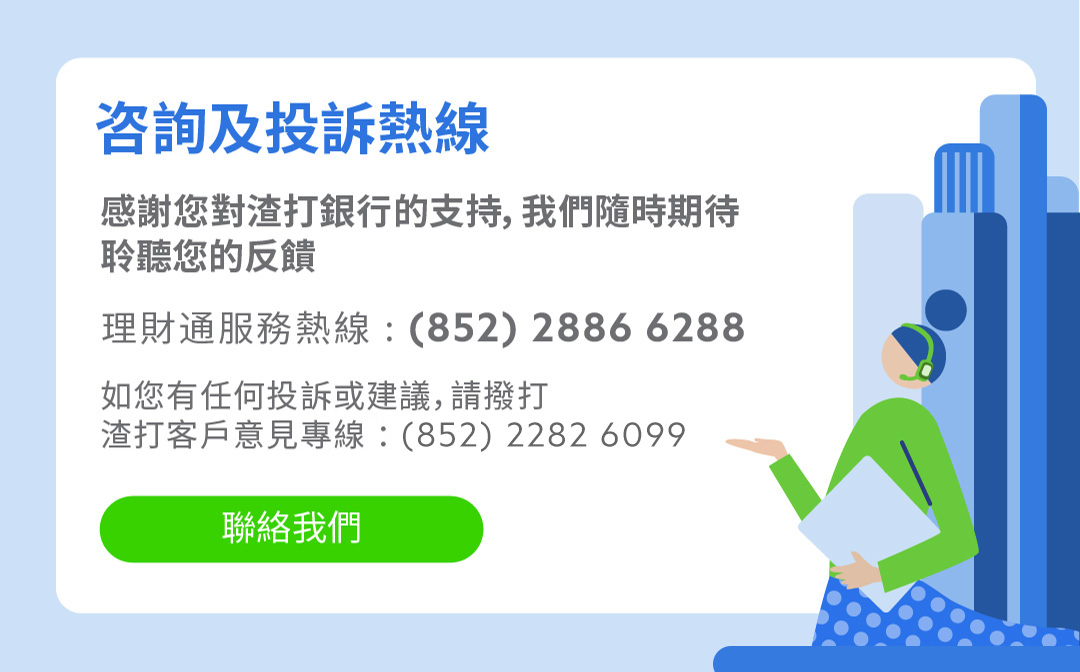 咨詢及投訴熱線
感謝您對渣打銀行的支持, 我們隨時期待
聆聽您的反饋
理財通服務熱線 : (852) 2886 6288
如您有任何投訴或建議, 請撥打
渣打客戶意見專線 : (852) 2282 6099
聯絡我們